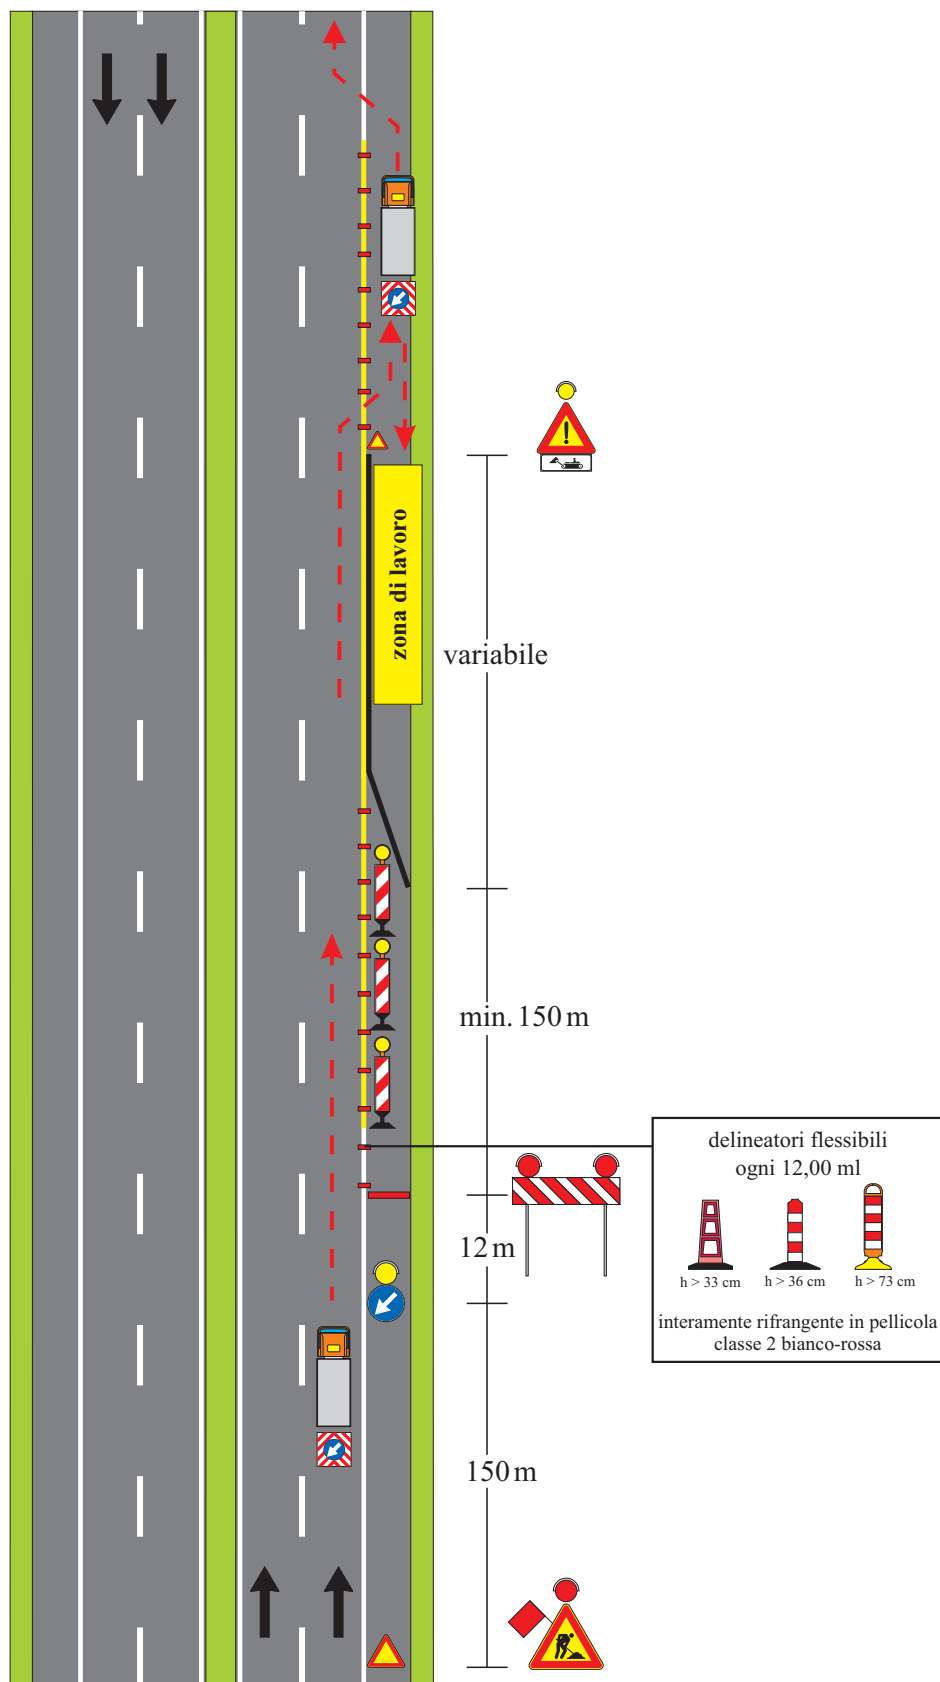 zona di lavoro
variabile
min. 150 m
delineatori flessibili
ogni 12,00 ml
12 m
h > 33 cm
h > 36 cm
h > 73 cm
interamente rifrangente in pellicola
classe 2 bianco-rossa
150 m